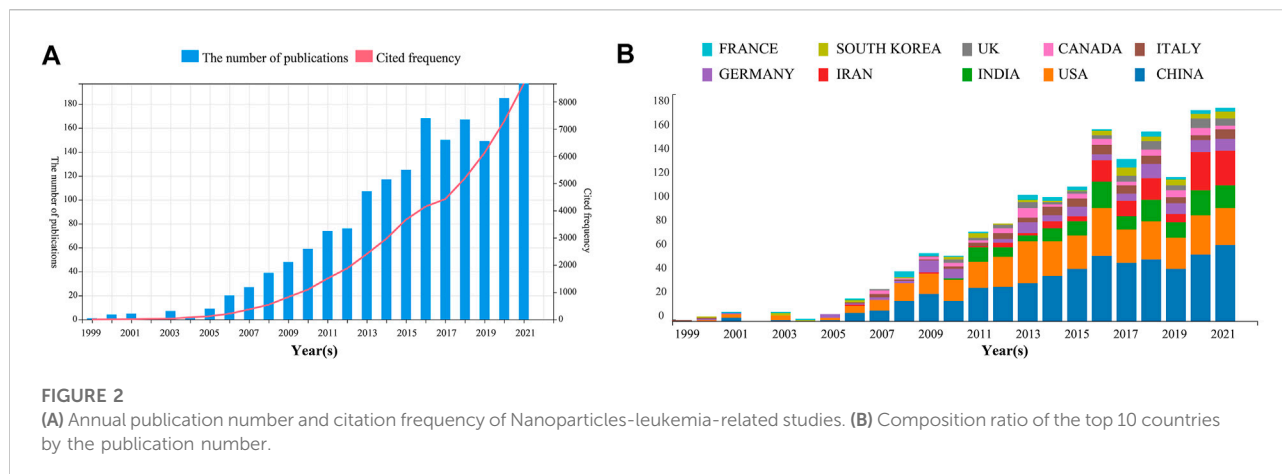 A
The number of publications Cited frequency
The number of publications
180
160
140
120
100
80
60
40
20
0
8000
7000
6000
5000
4000
3000
2000
1000
0
Cited frequency
1999 2001 2003 2005 2007 2009 2011 2013 2015 2017 2019 2021
Year(s)
B
FRANCE SOUTH KOREA UK CANADA ITALY
GERMANY IRAN INDIA USA CHINA
180
160
140
120
100
80
60
40
20
0
1999 2001 2003 2005 2007 2009 2011 2013 2015 2017 2019 2021
Year(s)
FIGURE 2
(A) Annual publication number and citation frequency of Nanoparticles-leukemia-related studies. (B) Composition ratio of the top 10 countries
by the publication number.